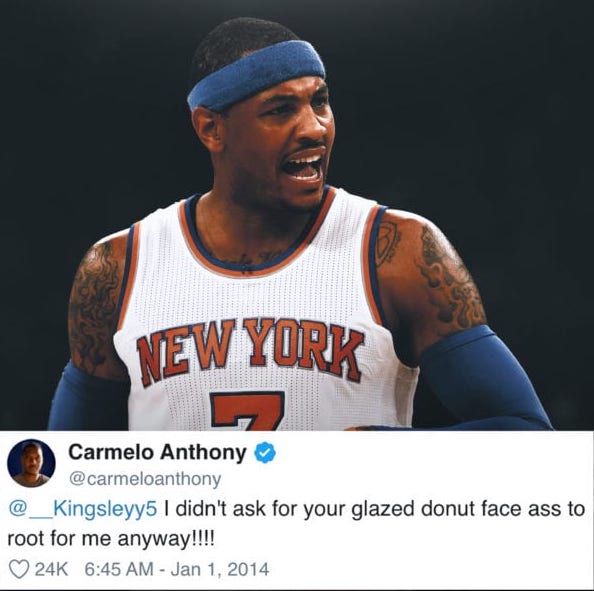 NEW YORK
7
Carmelo Anthony
@carmeloanthony
@__Kingsleyy5 I didn't ask for your glazed donut face ass to
root for me anyway!!!!
24K 6:45 AM - Jan 1, 2014